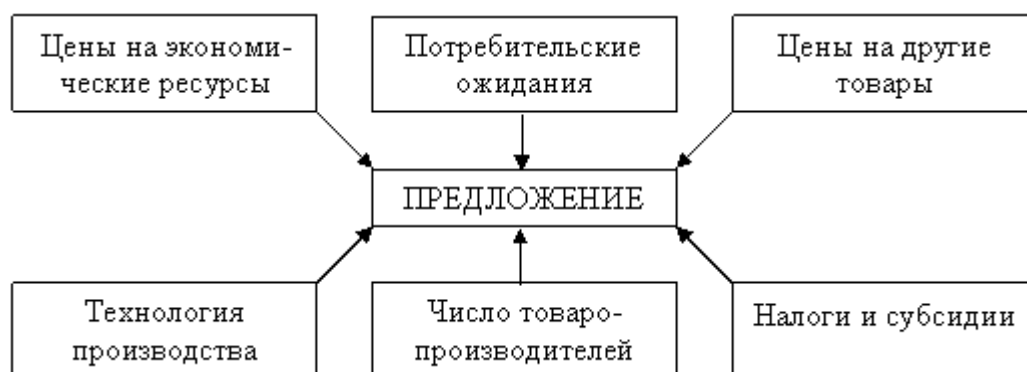 Цены на экономи-
ческие ресурсы
Потребительские
ожидания
Цены на другие
товары
ПРЕДЛОЖЕНИЕ
Технология
производства
Число товаро-
производителей
Налоги и субсидии